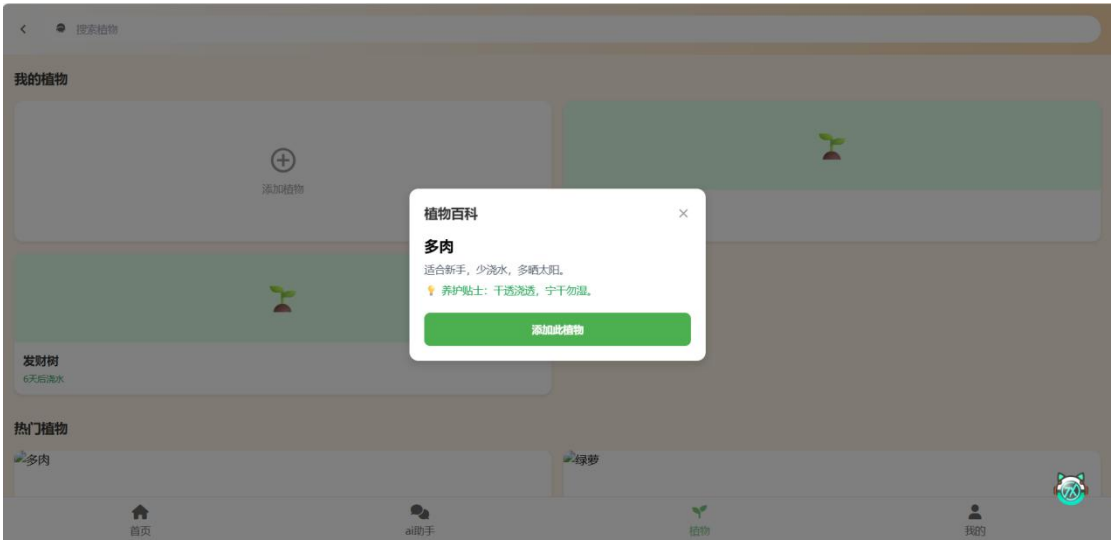 搜索植物
我的植物
添加植物
植物百科
多肉
适合新手，少浇水，多晒太阳。
养护贴士：干透浇透，宁干勿湿。
添加此植物
发财树
6天后浇水
热门植物
多肉
绿萝
首页
ai助手
植物
我的